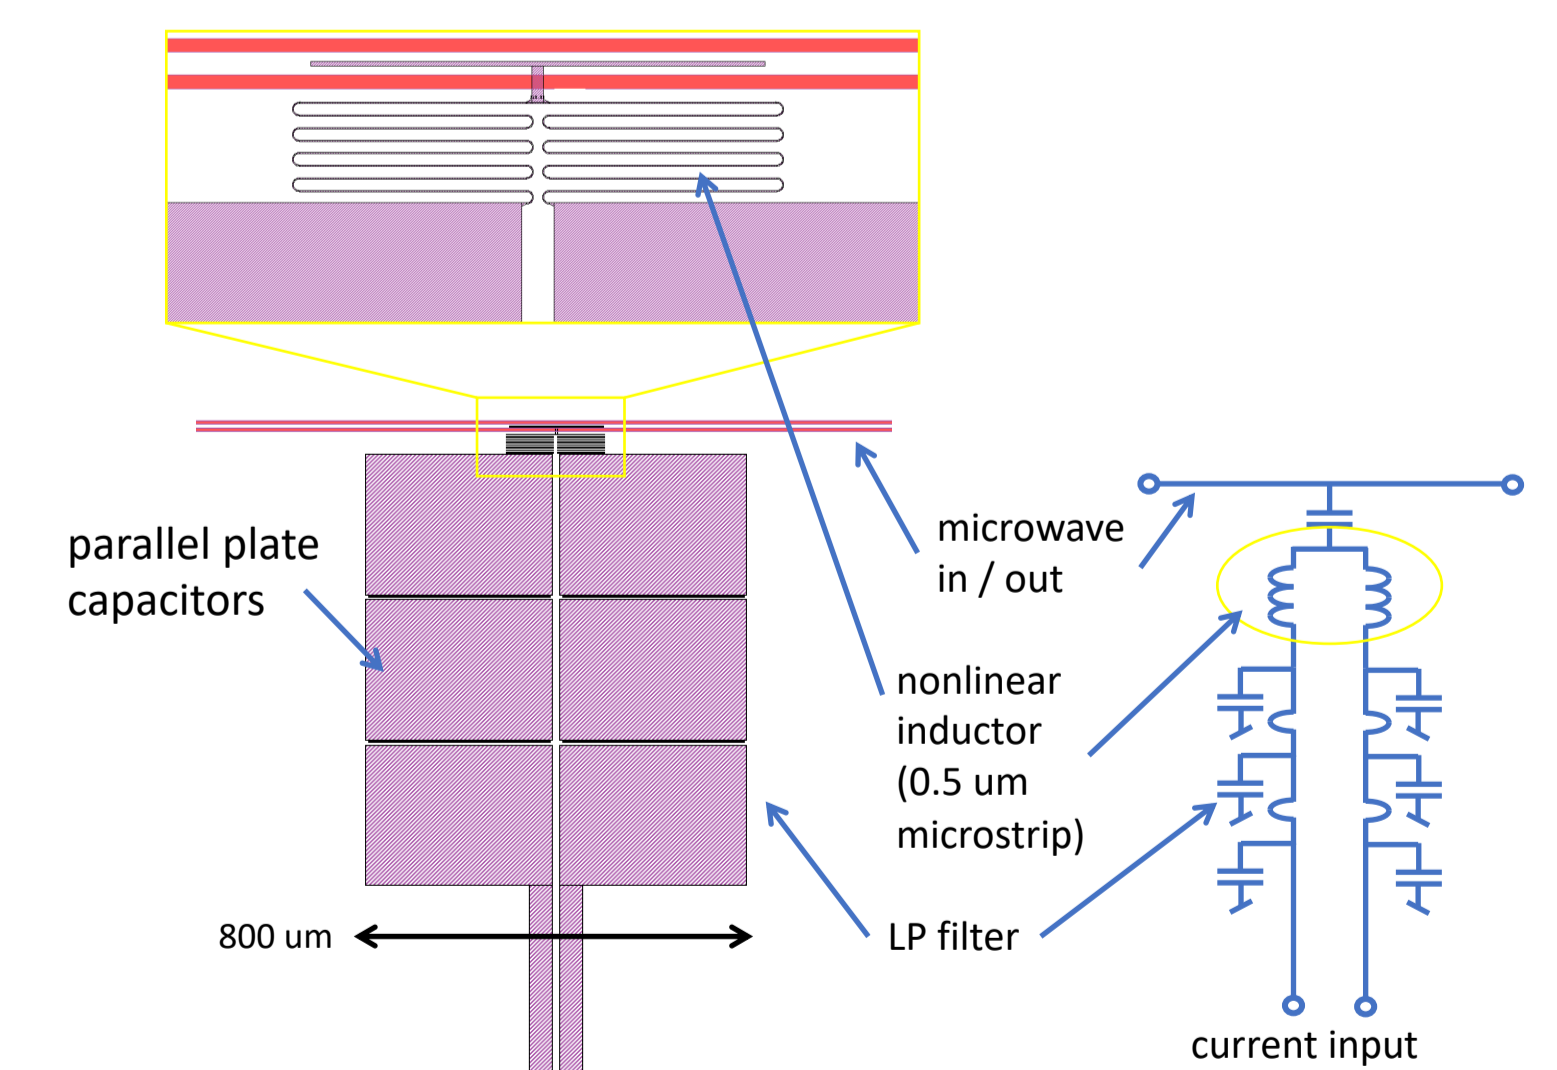 parallel plate
capacitors
microwave
in / out
nonlinear
inductor
(0.5 um
microstrip)
800 um
LP filter
current input